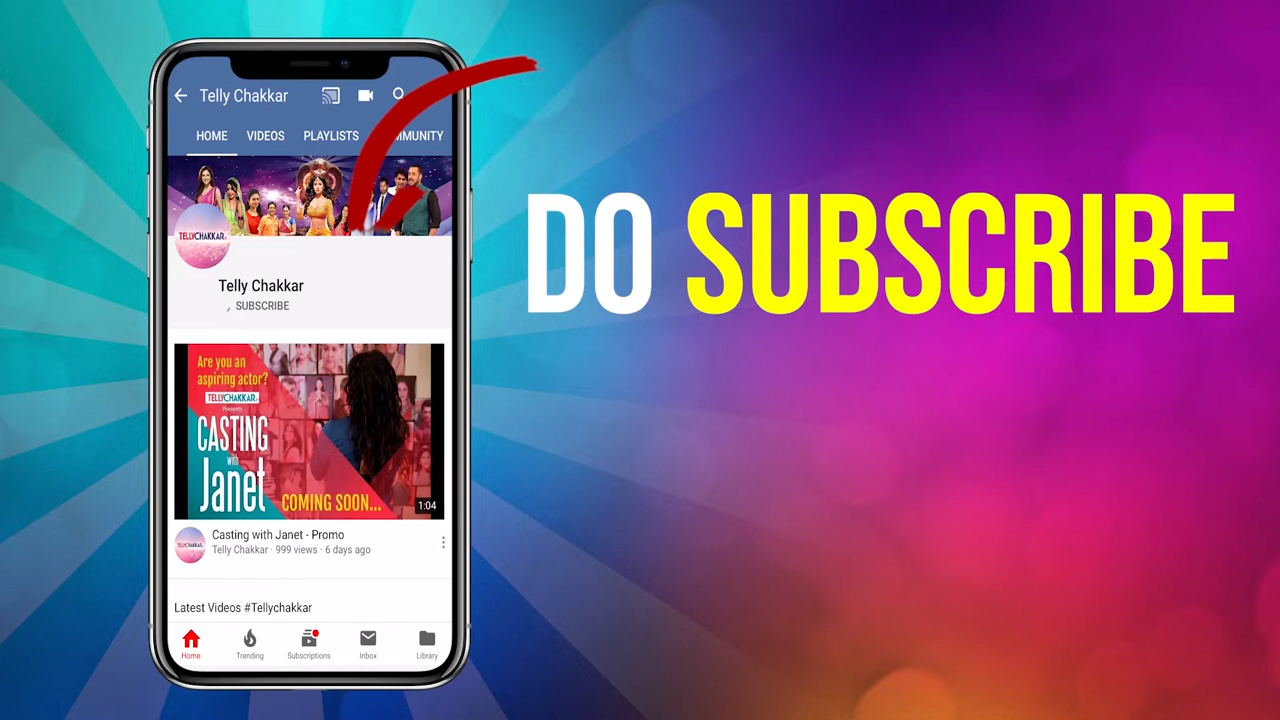 Telly Chakkar
HOME VIDEOS PLAYLISTS MMUNITY
TELLYCHAKKAR
Telly Chakkar
SUBSCRIBE
DO SUBSCRIBE
Are you an
aspiring actor?
TELLYCHAKKAR
Presents
CASTING
with
Janet
COMING SOON...
1:04
TELLYCHAKKAR
Casting with Janet - Promo
Telly Chakkar · 999 views · 6 days ago
Latest Videos #Tellychakkar
Home Trending Subscriptions Inbox Library